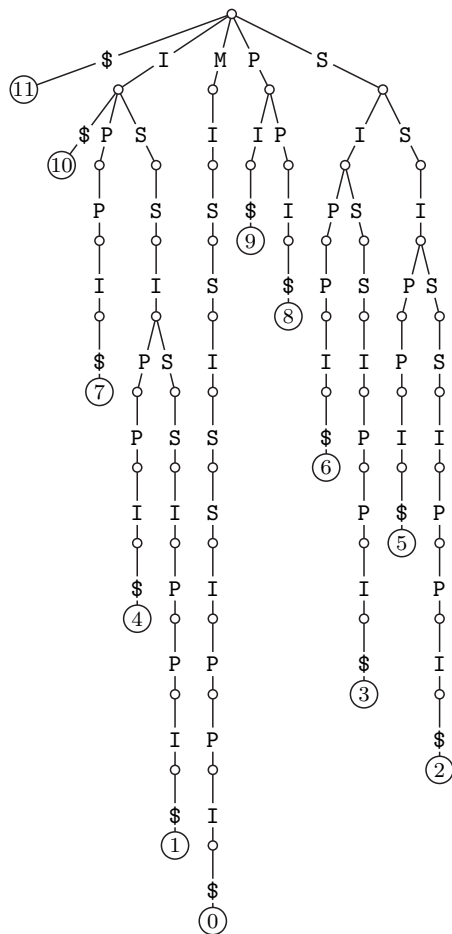 $ I M P S
11
$ P S I I P I S
10
P S S $ I P S I
9
I I S $ P S P S
8
$ P S I I I P S
7
P S S $ P I I
6
I I S P $ P
5
$ P I I P
4
P P $ I
3
I P $
2
$ I
1
$
0